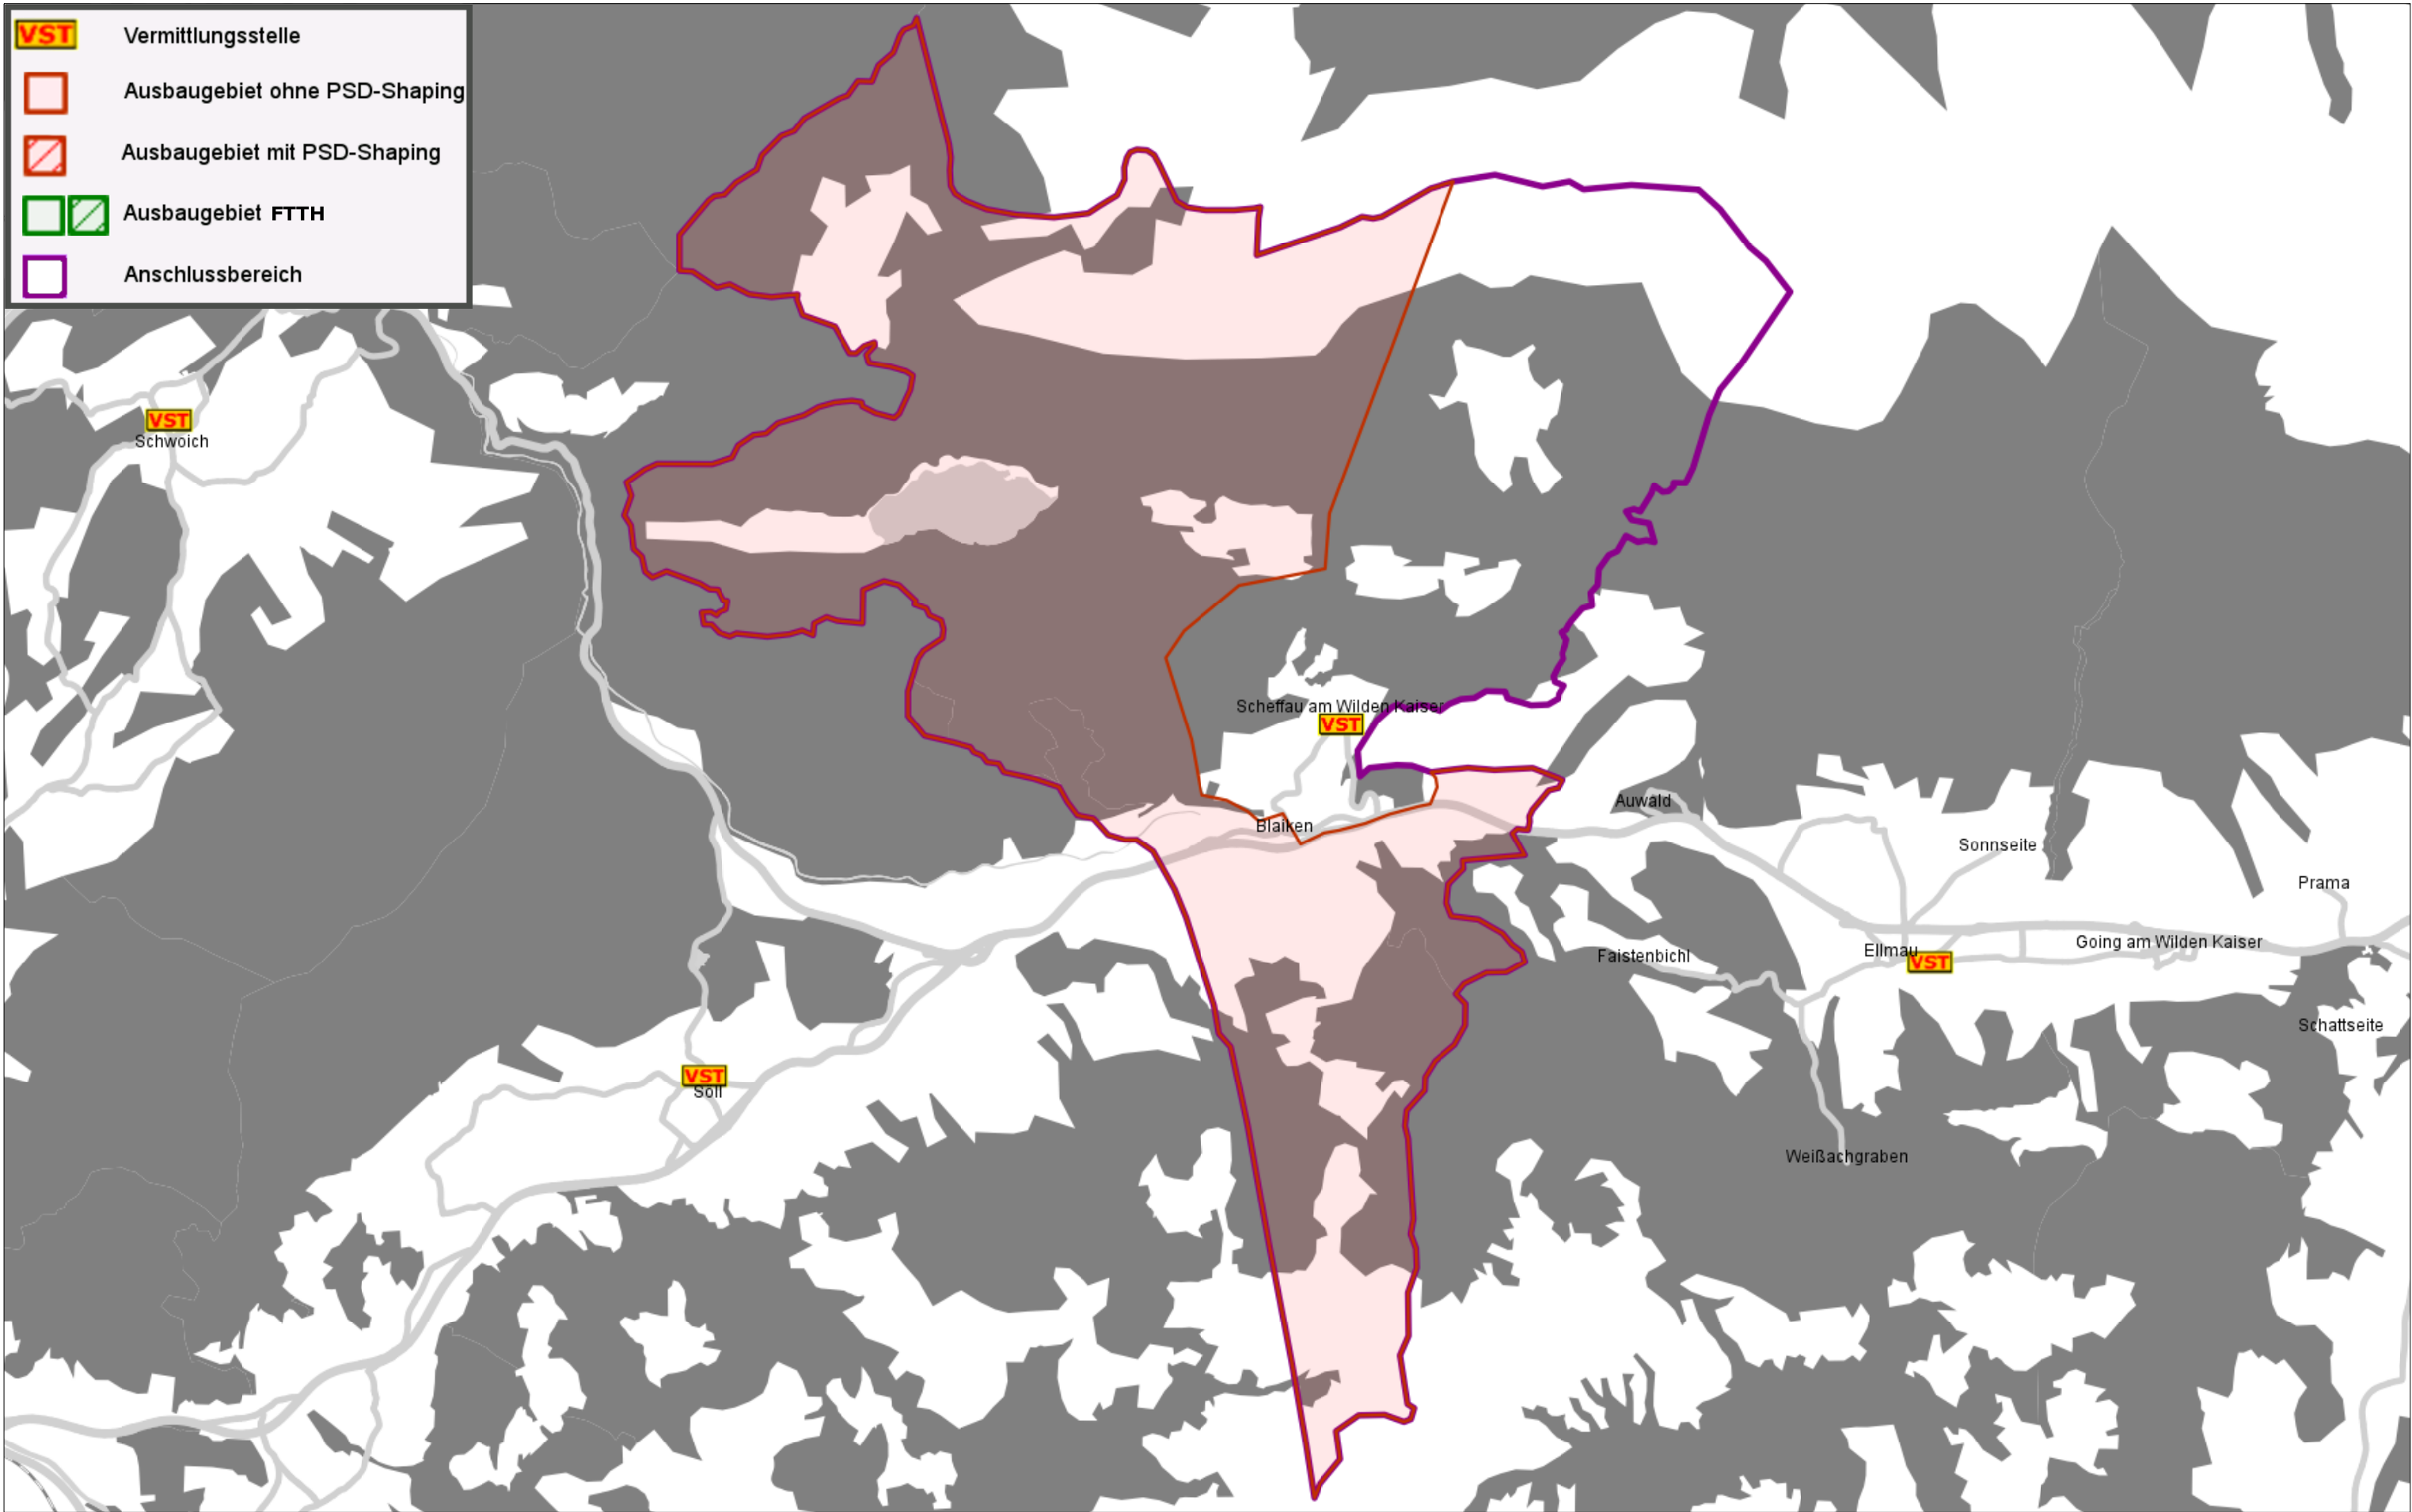 VST Vermittlungsstelle
Ausbaugebiet ohne PSD-Shaping
Ausbaugebiet mit PSD-Shaping
Ausbaugebiet FTTH
Anschlussbereich
VST
Schwoich
Scheffau am Wilden Kaiser
VST
Blaiken
Auwald
Sonnseite
Prama
Going am Wilden Kaiser
Ellmau
VST
Faistenbichl
Schattseite
VST
Söll
Weißachgraben